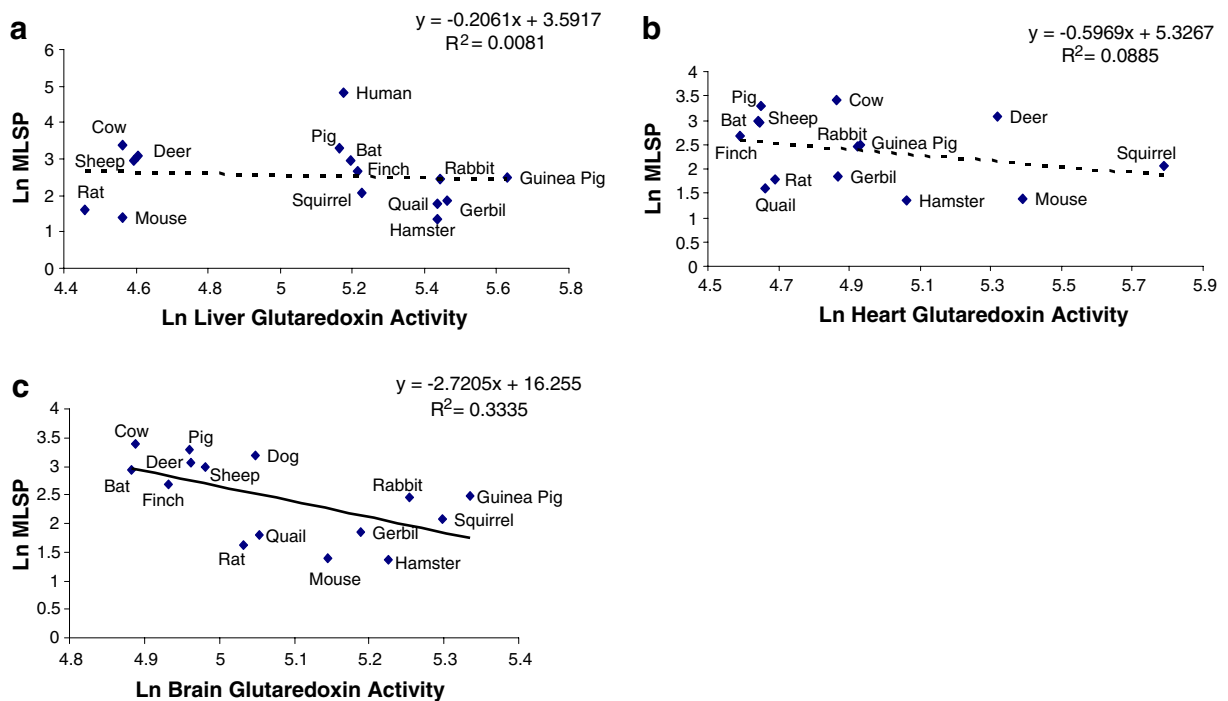 a
y = -0.2061x + 3.5917
R2 = 0.0081
Ln MLSP
6
5
4
3
2
1
0
Human
Cow
Deer
Sheep
Pig
Bat
Finch
Rabbit
Guinea Pig
Rat
Mouse
Squirrel
Quail
Gerbil
Hamster
4.4 4.6 4.8 5 5.2 5.4 5.6 5.8
Ln Liver Glutaredoxin Activity
b
y = -0.5969x + 5.3267
R2 = 0.0885
Ln MLSP
4
3.5
3
2.5
2
1.5
1
0.5
0
Pig
Cow
Bat
Sheep
Deer
Rabbit
Guinea Pig
Finch
Squirrel
Rat
Gerbil
Quail
Hamster
Mouse
4.5 4.7 4.9 5.1 5.3 5.5 5.7 5.9
Ln Heart Glutaredoxin Activity
c
y = -2.7205x + 16.255
R2 = 0.3335
Ln MLSP
4
3.5
3
2.5
2
1.5
1
0.5
0
Cow
Pig
Dog
Deer
Sheep
Bat
Finch
Rabbit
Guinea Pig
Squirrel
Quail
Gerbil
Rat
Mouse
Hamster
4.8 4.9 5 5.1 5.2 5.3 5.4
Ln Brain Glutaredoxin Activity